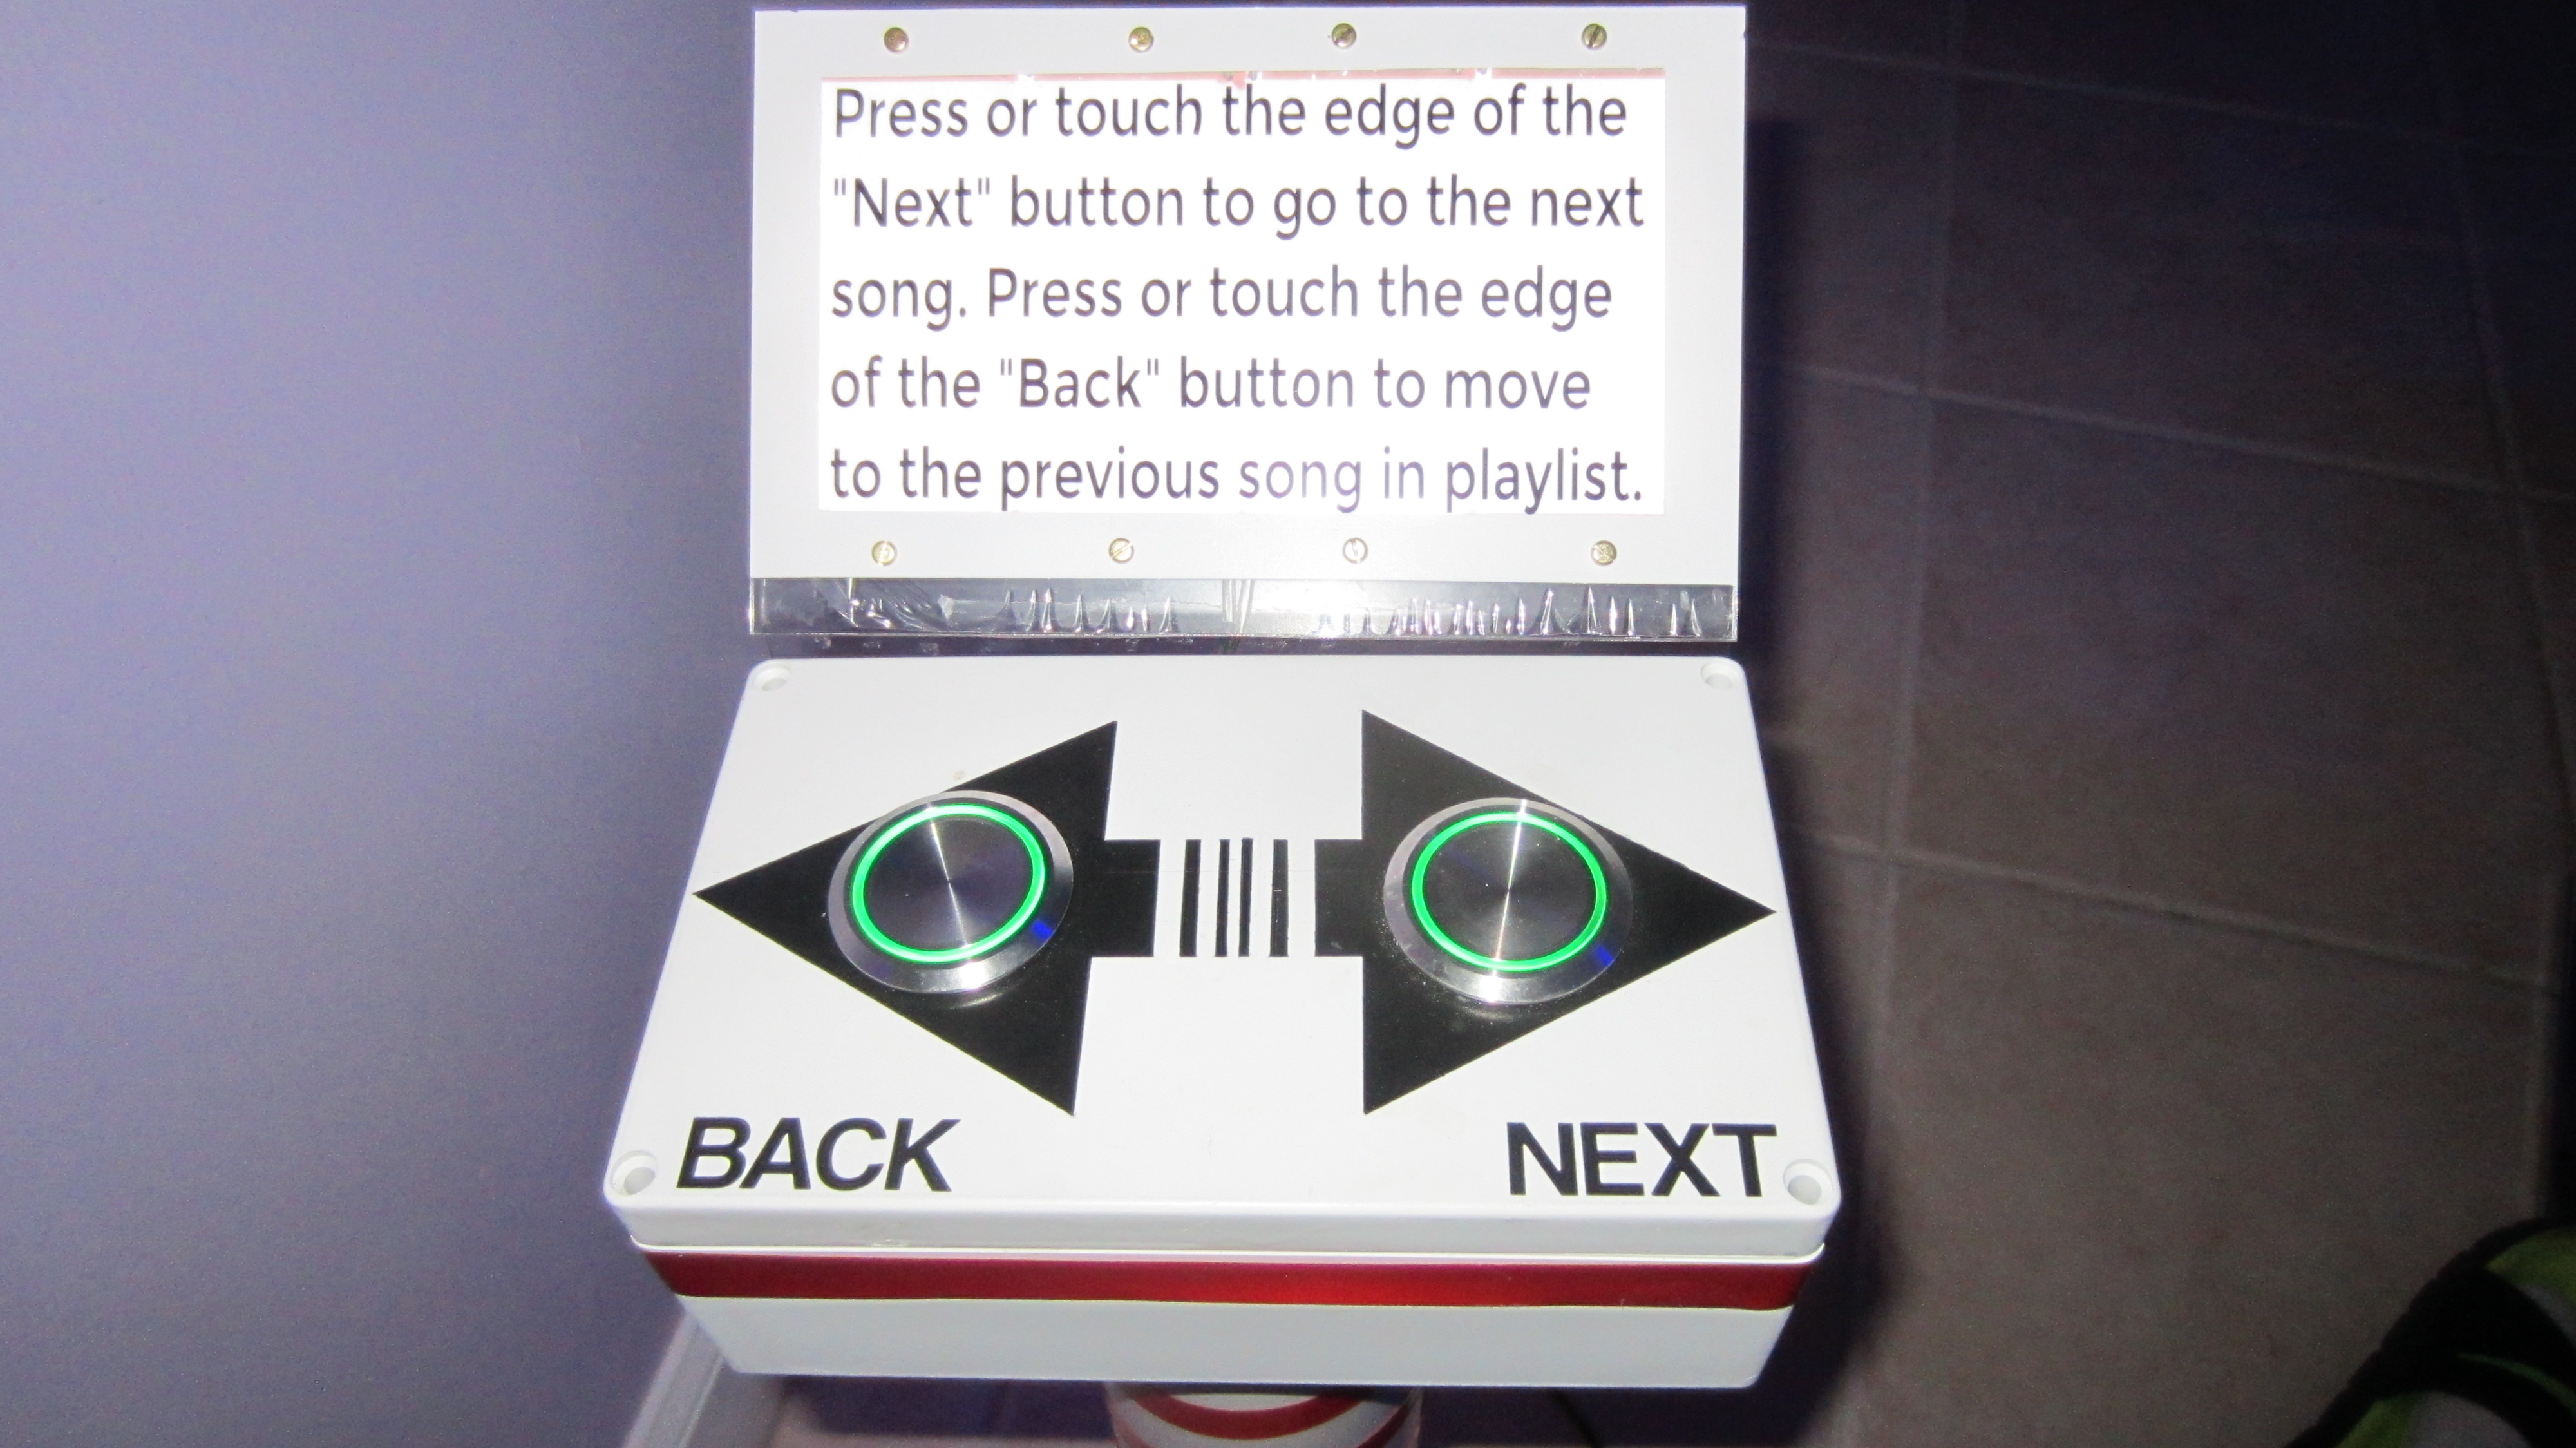 Press or touch the edge of the
"Next" button to go to the next
song. Press or touch the edge
of the "Back" button to move
to the previous song in playlist.
BACK
NEXT